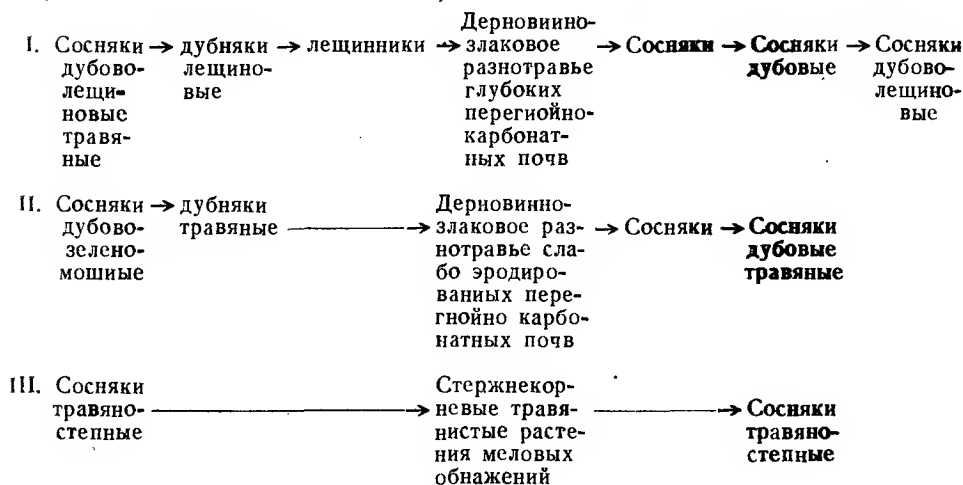 Дерновинно-
I. Сосняки → дубняки → лещинники → злаковое → Сосняки → Сосняки → Сосняки
дубово- лещино- разнотравье дубовые дубово-
лещи- вые глубоких лещино-
новые перегиойно- вые
травя- карбонат-
ные ных почв
II. Сосняки → дубняки Дерновинно-
дубово- травяные → злаковое раз- → Сосняки → Сосняки
зелено- нотравье сла- дубовые
мошиые бо эродиро- травяные
ваниых пере-
гнойно карбо-
натных почв
III. Сосняки Стержнекор-
травяно- → невые травя- → Сосняки
степные нистые расте- травяно-
ния меловых степные
обнажений